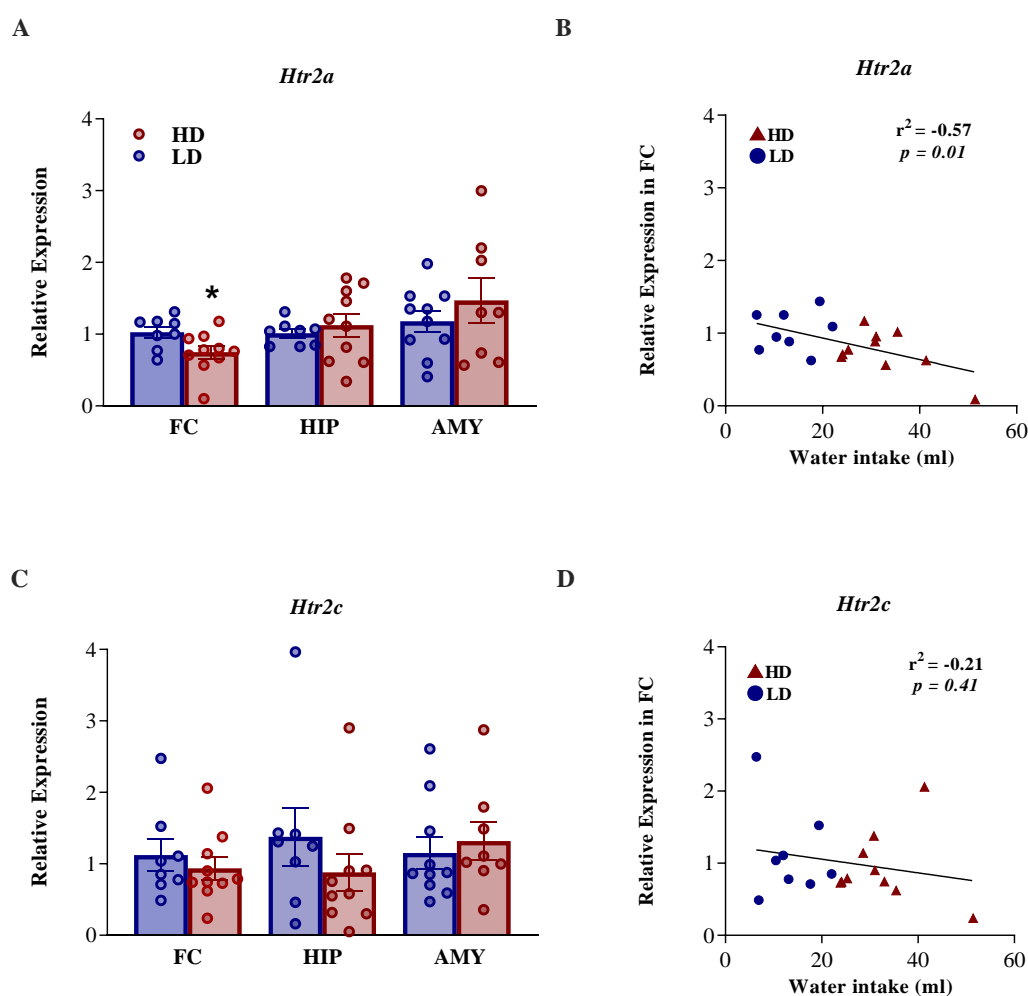 A
Htr2a
4
3
2
1
0
Relative Expression
HD
LD
*
FC HIP AMY
B
Htr2a
4
3
2
1
0
Relative Expression in FC
HD
LD
r² = -0.57
p = 0.01
0 20 40 60
Water intake (ml)
C
Htr2c
4
3
2
1
0
Relative Expression
FC HIP AMY
D
Htr2c
4
3
2
1
0
Relative Expression in FC
HD
LD
r² = -0.21
p = 0.41
0 20 40 60
Water intake (ml)